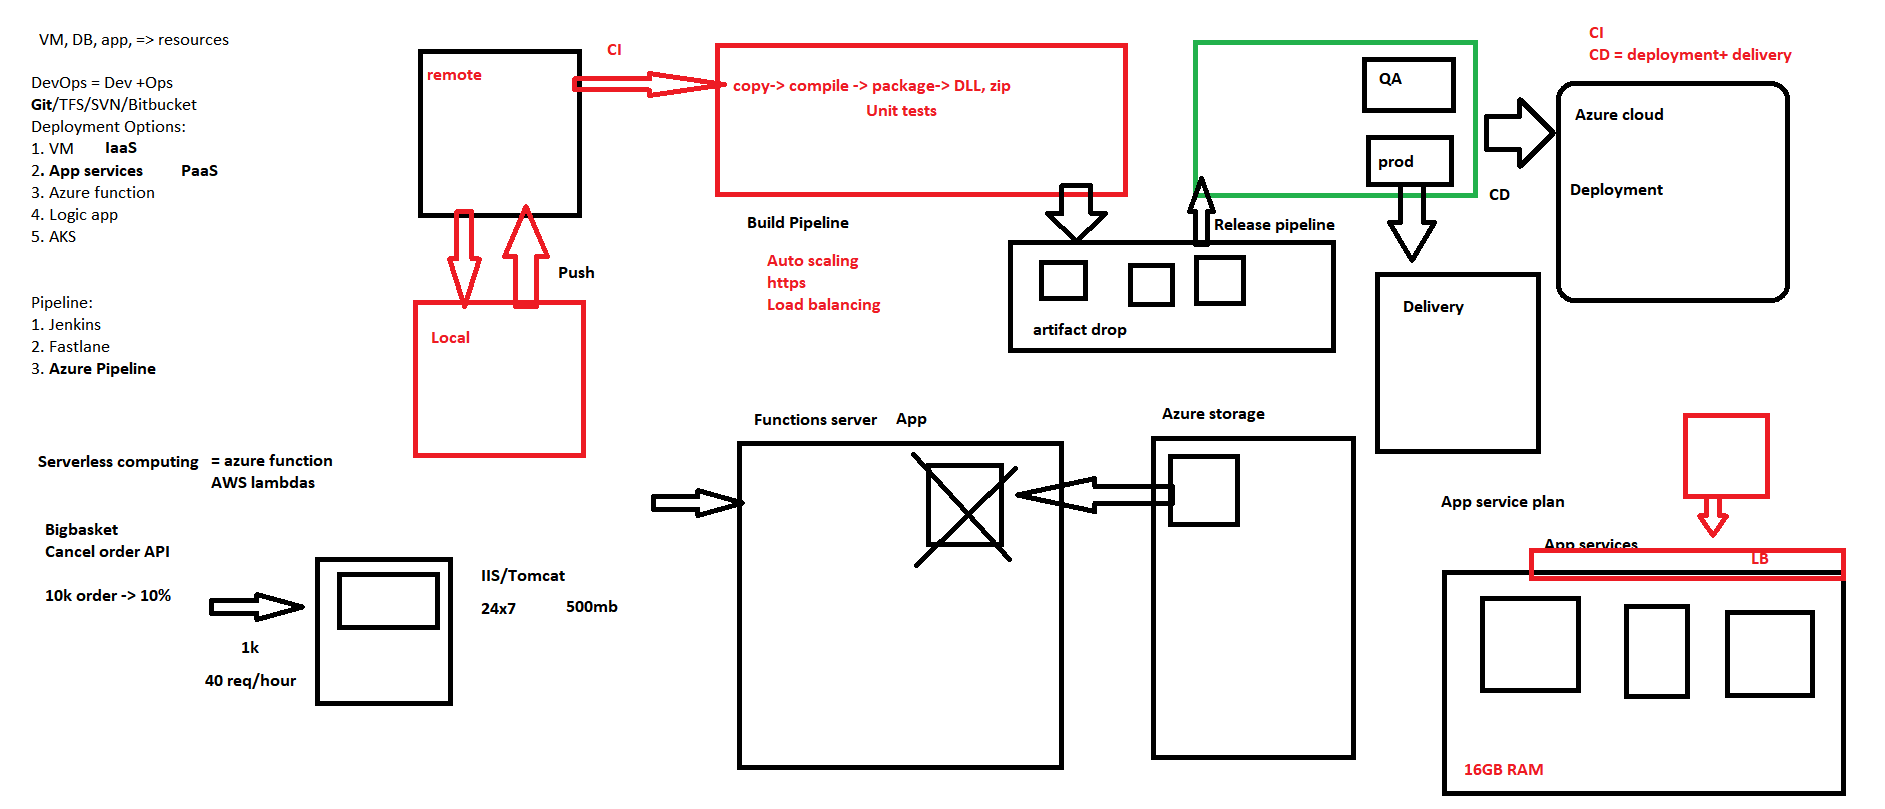 VM, DB, app, => resources
DevOps = Dev +Ops
Git/TFS/SVN/Bitbucket
Deployment Options:
1. VM IaaS
2. App services PaaS
3. Azure function
4. Logic app
5. AKS
Pipeline:
1. Jenkins
2. Fastlane
3. Azure Pipeline
remote
CI
Push
Local
copy-> compile -> package-> DLL, zip
Unit tests
Build Pipeline
Auto scaling
https
Load balancing
artifact drop
Release pipeline
QA
prod
CD
CI
CD = deployment+ delivery
Azure cloud
Deployment
Delivery
Serverless computing = azure function
AWS lambdas
Bigbasket
Cancel order API
10k order -> 10%
1k
40 req/hour
IIS/Tomcat
24x7 500mb
Functions server App
Azure storage
App service plan
App services
LB
16GB RAM